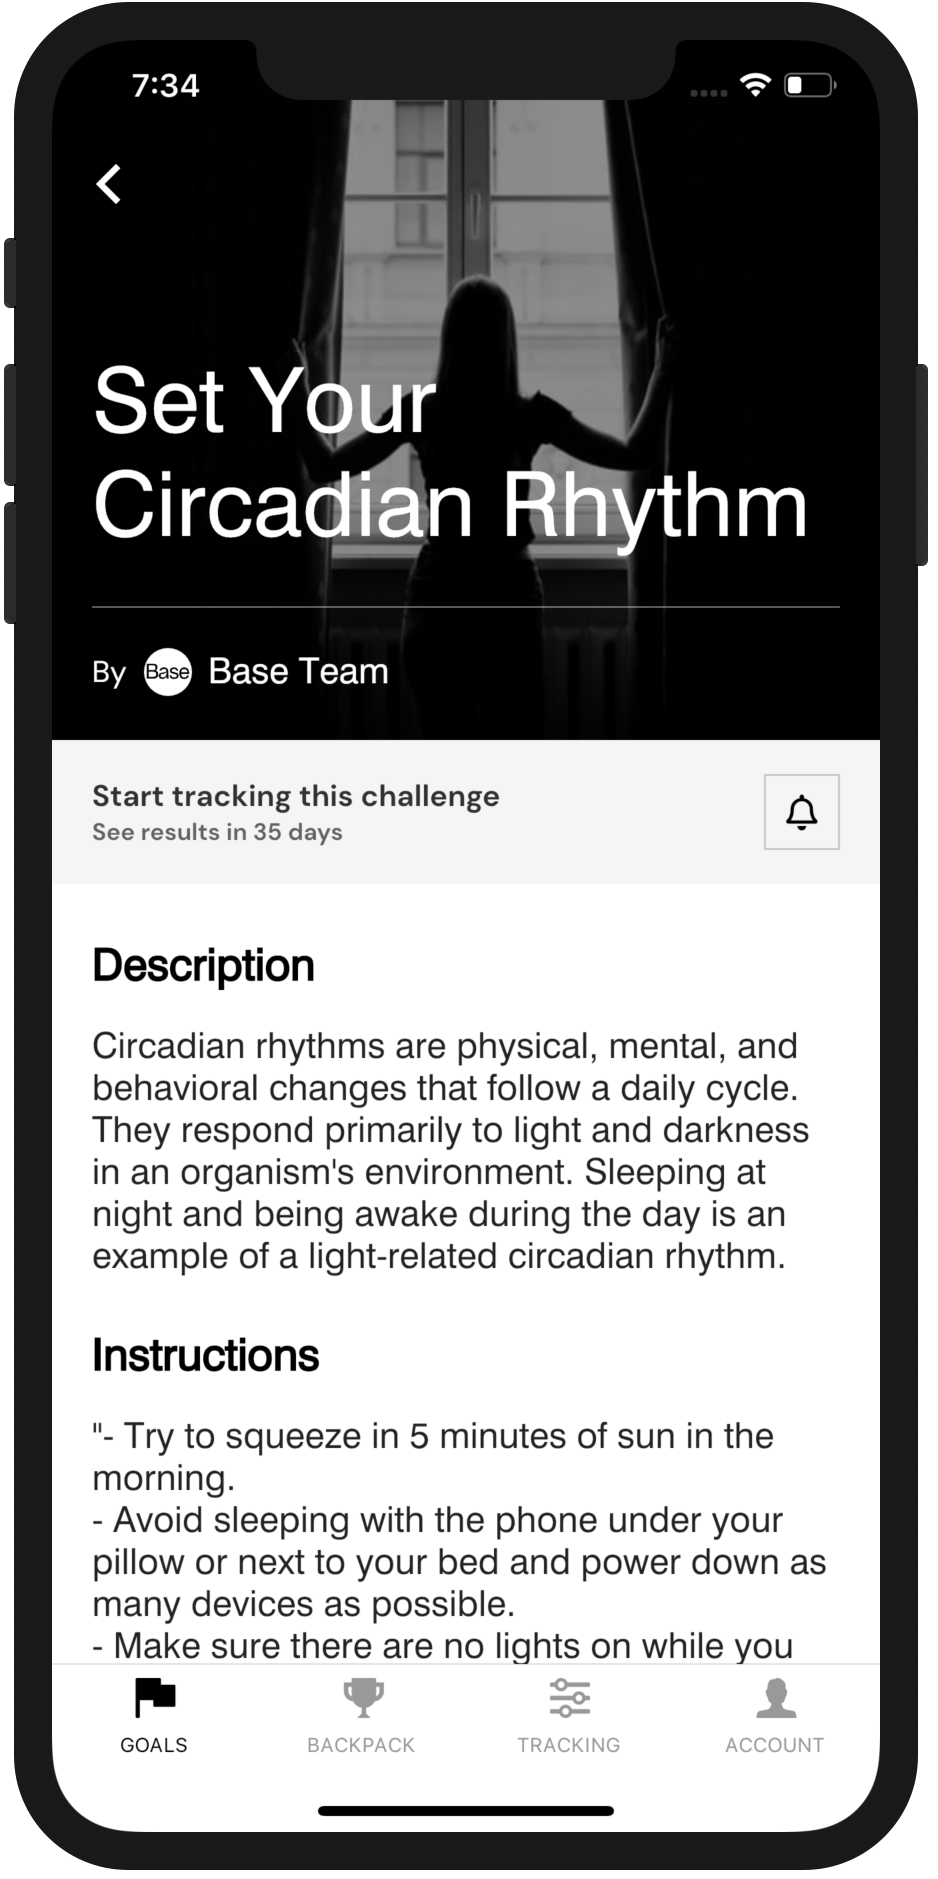 7:34
Set Your
Circadian Rhythm
By Base Base Team
Start tracking this challenge
See results in 35 days
Description
Circadian rhythms are physical, mental, and
behavioral changes that follow a daily cycle.
They respond primarily to light and darkness
in an organism's environment. Sleeping at
night and being awake during the day is an
example of a light-related circadian rhythm.
Instructions
"- Try to squeeze in 5 minutes of sun in the
morning.
- Avoid sleeping with the phone under your
pillow or next to your bed and power down as
many devices as possible.
- Make sure there are no lights on while you
GOALS BACKPACK TRACKING ACCOUNT